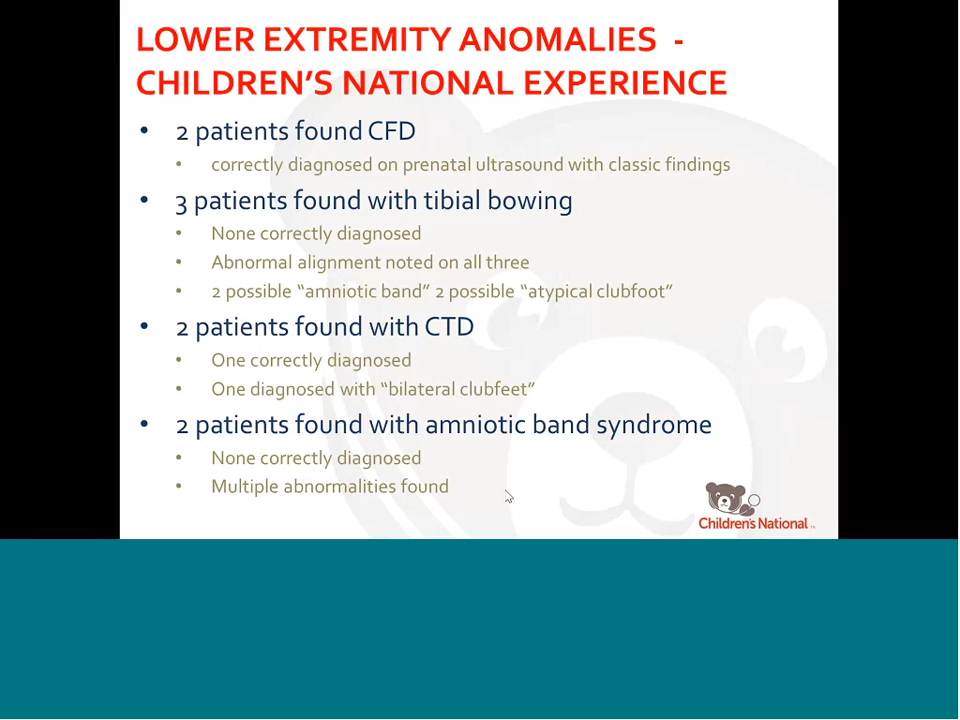 LOWER EXTREMITY ANOMALIES -
CHILDREN'S NATIONAL EXPERIENCE
• 2 patients found CFD
• correctly diagnosed on prenatal ultrasound with classic findings
• 3 patients found with tibial bowing
• None correctly diagnosed
• Abnormal alignment noted on all three
• 2 possible “amniotic band” 2 possible “atypical clubfoot”
• 2 patients found with CTD
• One correctly diagnosed
• One diagnosed with “bilateral clubfeet”
• 2 patients found with amniotic band syndrome
• None correctly diagnosed
• Multiple abnormalities found
Children's National™